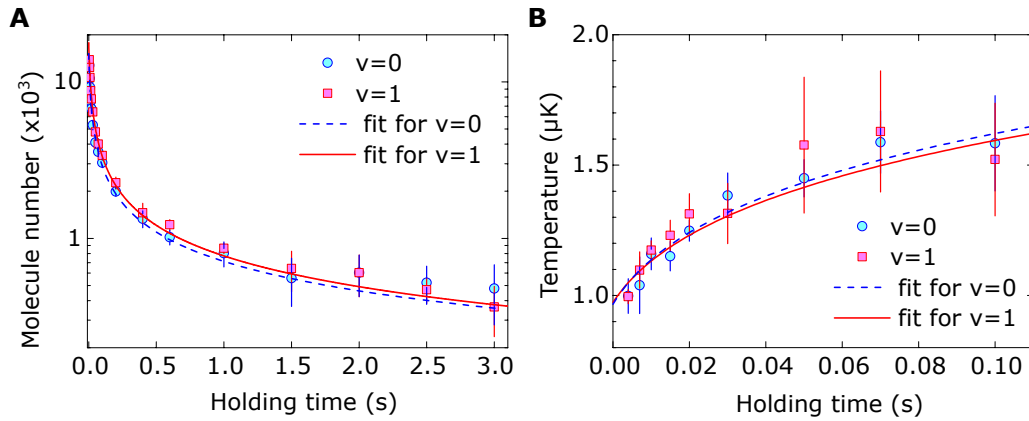 A
Molecule number (x10³)
10
1
v=0
v=1
fit for v=0
fit for v=1
0.0 0.5 1.0 1.5 2.0 2.5 3.0
Holding time (s)
B
Temperature (μK)
2.0
1.5
1.0
v=0
v=1
fit for v=0
fit for v=1
0.00 0.02 0.04 0.06 0.08 0.10
Holding time (s)